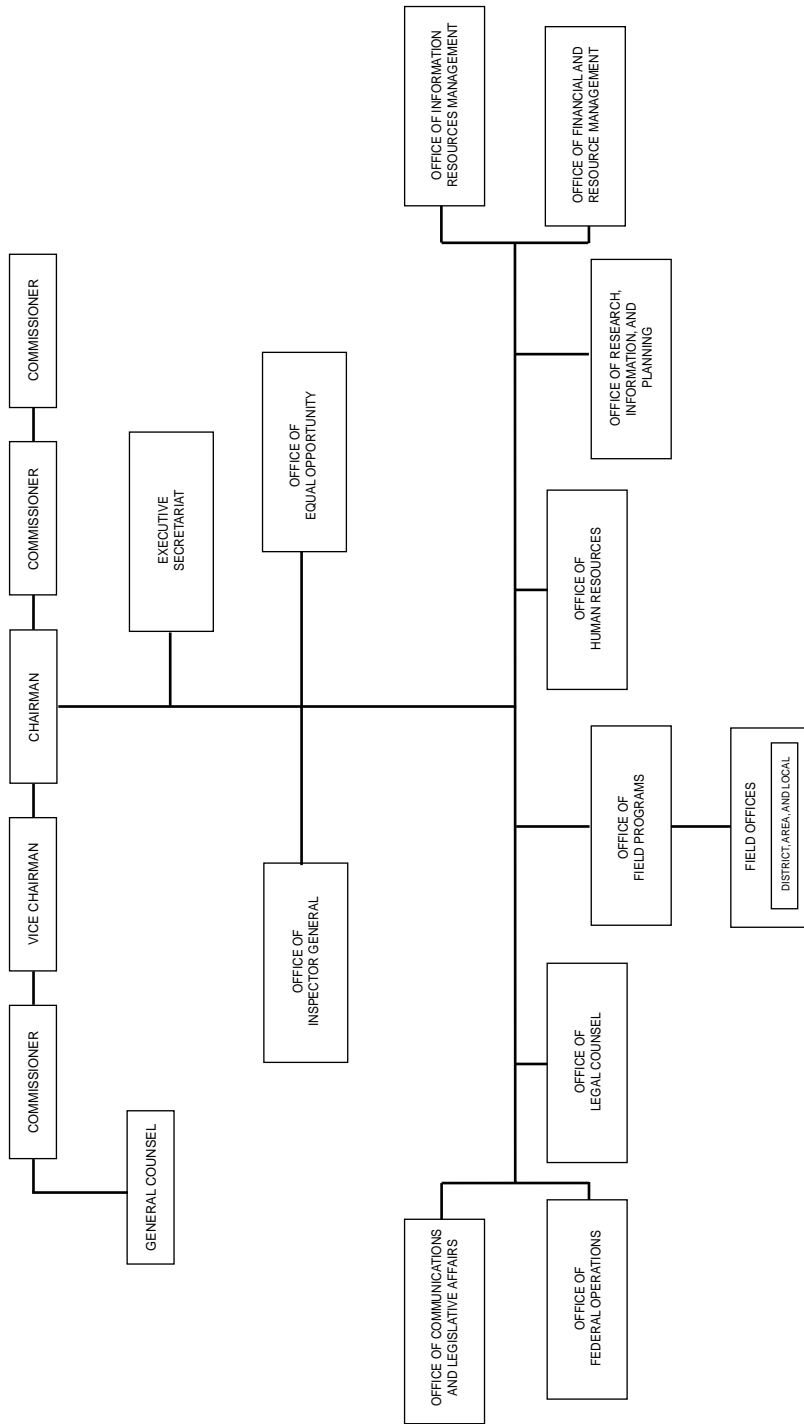 COMMISSIONER
VICE CHAIRMAN
CHAIRMAN
COMMISSIONER
COMMISSIONER
GENERAL COUNSEL
EXECUTIVE
SECRETARIAT
OFFICE OF
INSPECTOR GENERAL
OFFICE OF
EQUAL OPPORTUNITY
OFFICE OF COMMUNICATIONS
AND LEGISLATIVE AFFAIRS
OFFICE OF INFORMATION
RESOURCES MANAGEMENT
OFFICE OF
FEDERAL OPERATIONS
OFFICE OF
LEGAL COUNSEL
OFFICE OF
FIELD PROGRAMS
OFFICE OF
HUMAN RESOURCES
OFFICE OF RESEARCH,
INFORMATION, AND
PLANNING
OFFICE OF FINANCIAL AND
RESOURCE MANAGEMENT
FIELD OFFICES
DISTRICT, AREA, AND LOCAL